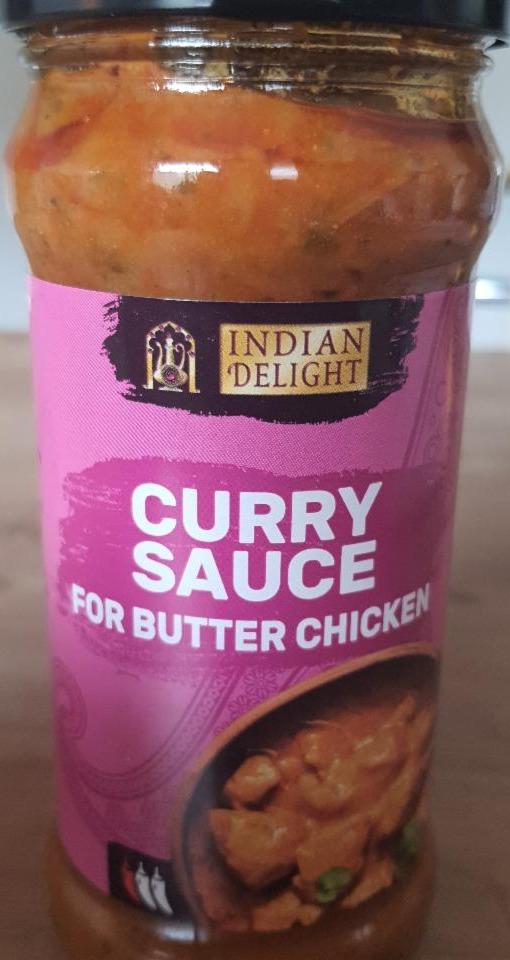 INDIAN
DELIGHT
CURRY
SAUCE
FOR BUTTER CHICKEN